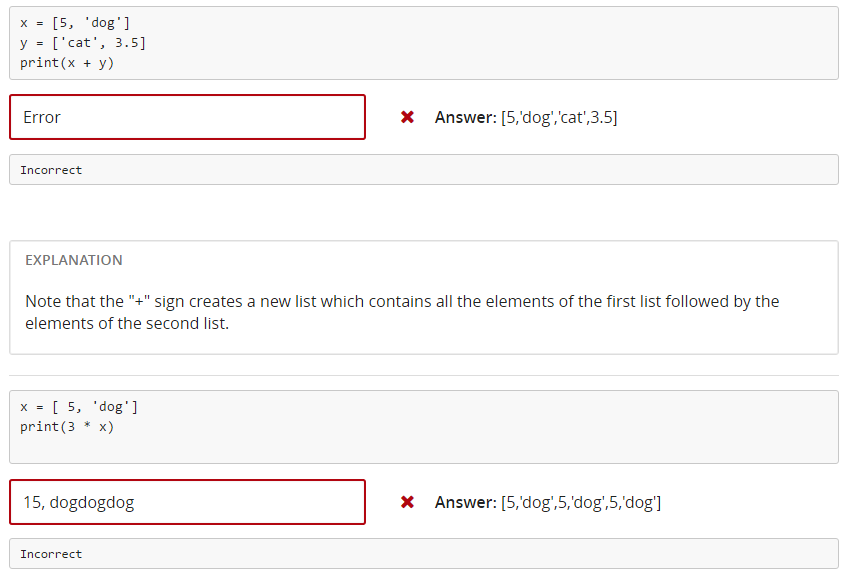 x = [5, 'dog']
y = ['cat', 3.5]
print(x + y)
Error
✖ Answer: [5,'dog','cat',3.5]
Incorrect
EXPLANATION
Note that the "+" sign creates a new list which contains all the elements of the first list followed by the
elements of the second list.
x = [ 5, 'dog']
print(3 * x)
15, dogdogdog
✖ Answer: [5,'dog',5,'dog',5,'dog']
Incorrect